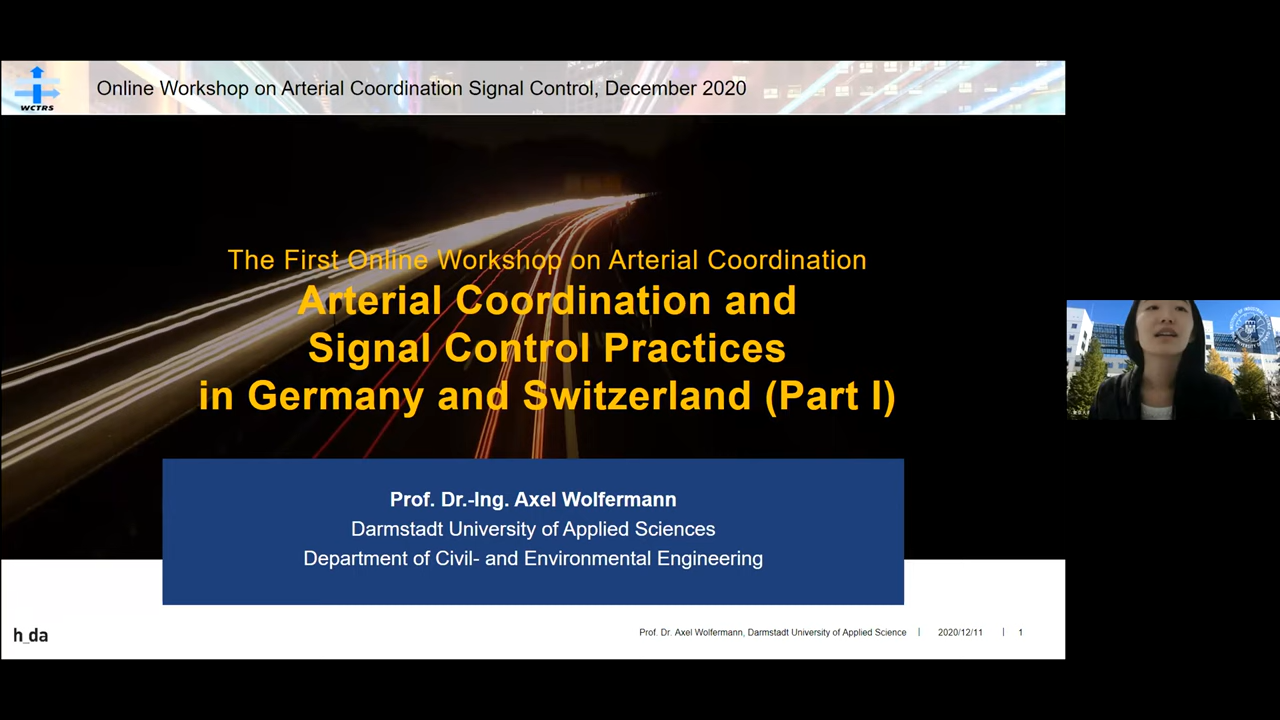 WCTRS
Online Workshop on Arterial Coordination Signal Control, December 2020
The First Online Workshop on Arterial Coordination
Arterial Coordination and
Signal Control Practices
in Germany and Switzerland (Part I)
Prof. Dr.-Ing. Axel Wolfermann
Darmstadt University of Applied Sciences
Department of Civil- and Environmental Engineering
h_da
Prof. Dr. Axel Wolfermann, Darmstadt University of Applied Science | 2020/12/11 | 1